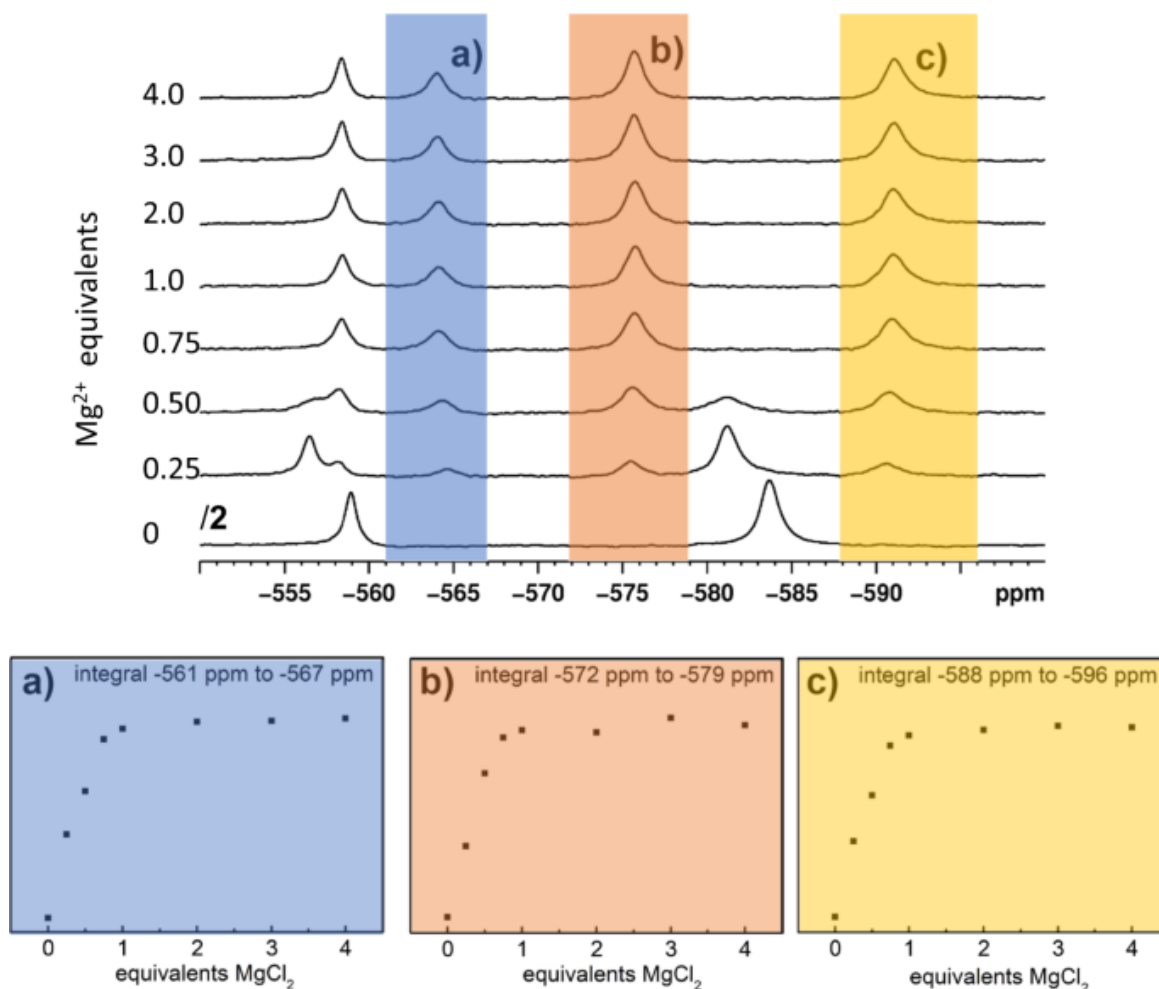 a)
b)
c)
4.0
3.0
2.0
1.0
0.75
0.50
0.25
0
/2
Mg²⁺ equivalents
−555 −560 −565 −570 −575 −580 −585 −590 ppm
a) integral -561 ppm to -567 ppm
0 1 2 3 4
equivalents MgCl₂
b) integral -572 ppm to -579 ppm
0 1 2 3 4
equivalents MgCl₂
c) integral -588 ppm to -596 ppm
0 1 2 3 4
equivalents MgCl₂